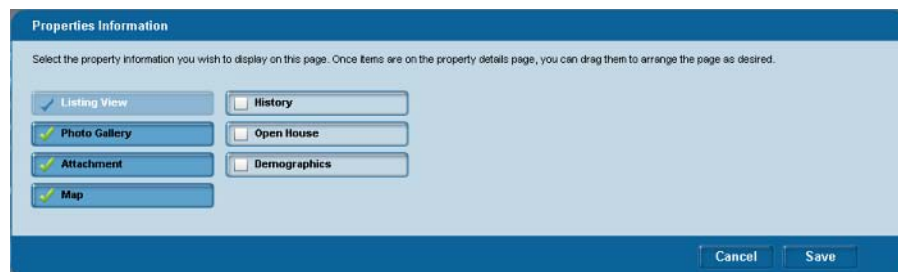 Properties Information
Select the property information you wish to display on this page. Once items are on the property details page, you can drag them to arrange the page as desired.
Listing View
History
Photo Gallery
Open House
Attachment
Demographics
Map
Cancel
Save